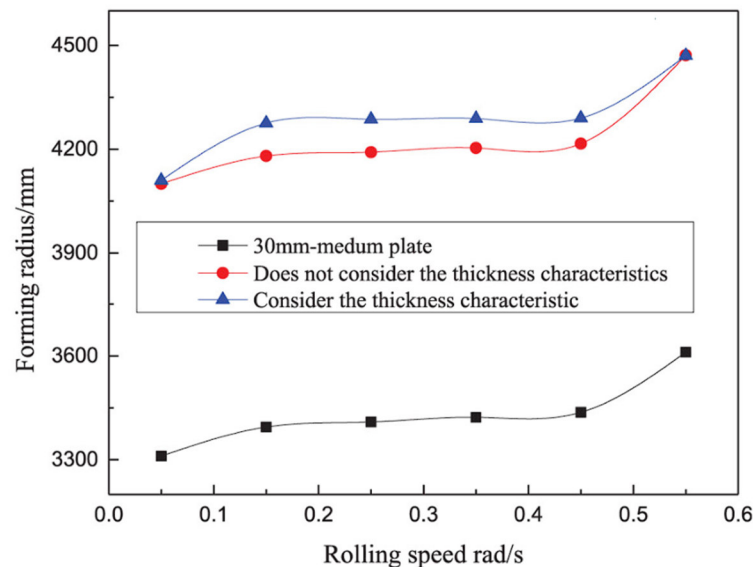 4500
4200
3900
3600
3300
Forming radius/mm
30mm-medum plate
Does not consider the thickness characteristics
Consider the thickness characteristic
0.0 0.1 0.2 0.3 0.4 0.5 0.6
Rolling speed rad/s